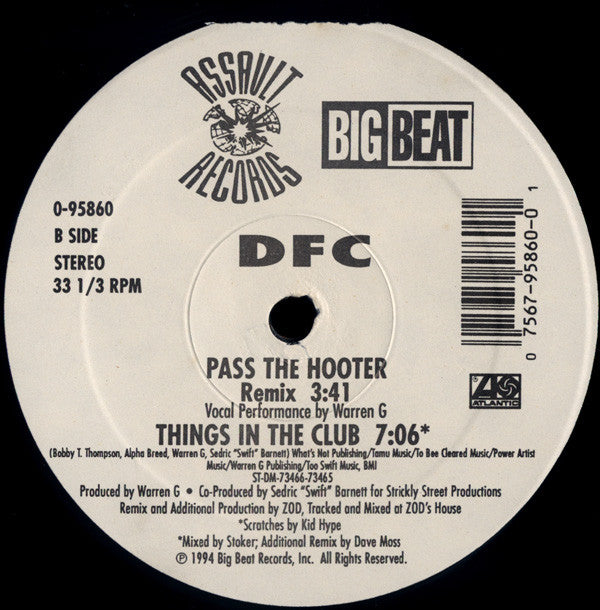 ASSAULT
RECORDS
BIG BEAT
0-95860
B SIDE
STEREO
33 1/3 RPM
DFC
0 7567-95860-0 1
PASS THE HOOTER
Remix 3:41
Vocal Performance by Warren G
THINGS IN THE CLUB 7:06*
ATLANTIC
(Bobby T. Thompson, Alpha Breed, Warren G, Sedric "Swift" Barnett) What's Not Publishing/Tamu Music/To Bee Cleared Music/Power Artist
Music/Warren G Publishing/Too Swift Music, BMI
ST-DM-73466-73465
Produced by Warren G • Co-Produced by Sedric "Swift" Barnett for Strickly Street Productions
Remix and Additional Production by ZOD, Tracked and Mixed at ZOD's House
*Scratches by Kid Hype
*Mixed by Stoker; Additional Remix by Dave Moss
℗ 1994 Big Beat Records, Inc. All Rights Reserved.